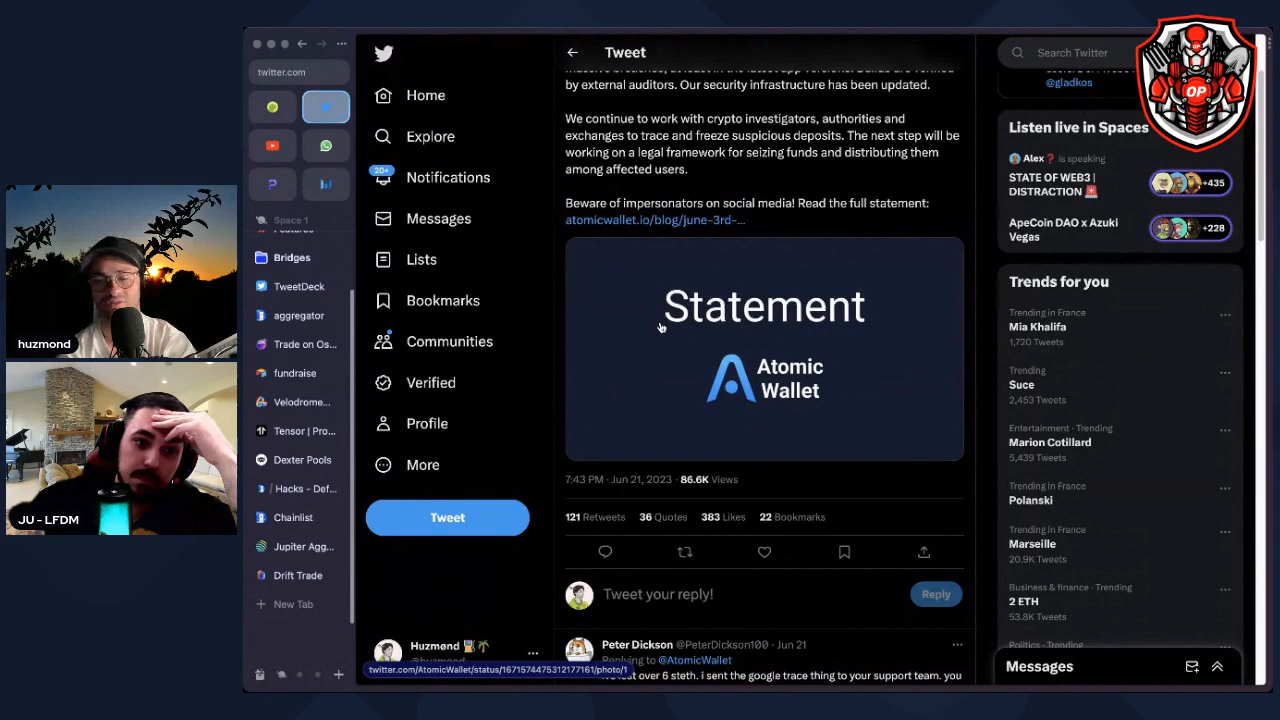 huzmond
JU - LFDM
twitter.com
Space 1
Bridges
TweetDeck
aggregator
Trade on Os...
fundraise
Velodrome...
Tensor | Pro...
Dexter Pools
/ Hacks - Def...
Chainlist
Jupiter Agg...
Drift Trade
New Tab
Home
Explore
20+
Notifications
Messages
Lists
Bookmarks
Communities
Verified
Profile
More
Tweet
Huzmønd
twitter.com/AtomicWallet/status/1671574475312177161/photo/1
Tweet
by external auditors. Our security infrastructure has been updated.
We continue to work with crypto investigators, authorities and
exchanges to trace and freeze suspicious deposits. The next step will be
working on a legal framework for seizing funds and distributing them
among affected users.
Beware of impersonators on social media! Read the full statement:
atomicwallet.io/blog/june-3rd-...
Statement
Atomic
Wallet
7:43 PM · Jun 21, 2023 · 86.6K Views
121 Retweets 36 Quotes 383 Likes 22 Bookmarks
Tweet your reply!
Reply
Peter Dickson @PeterDickson100 · Jun 21
Replying to @AtomicWallet
lost over 6 steth. i sent the google trace thing to your support team. you
Search Twitter
OP
@gladkos
Listen live in Spaces
Alex❓ is speaking
STATE OF WEB3 |
DISTRACTION 🚨
+435
ApeCoin DAO x Azuki
Vegas
+228
Trends for you
Trending in France
Mia Khalifa
1,720 Tweets
Trending
Suce
2,453 Tweets
Entertainment · Trending
Marion Cotillard
5,439 Tweets
Trending in France
Polanski
Trending in France
Marseille
20.9K Tweets
Business & finance · Trending
2 ETH
53.8K Tweets
Messages